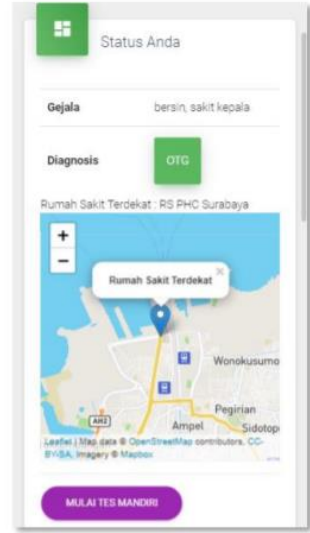 Status Anda
Gejala bersin, sakit kepala
Diagnosis OTG
Rumah Sakit Terdekat : RS PHC Surabaya
+
−
Rumah Sakit Terdekat ×
Wonokusumo
Pegirian
Ampel Sidotop
AH2
Leaflet | Map data © OpenStreetMap contributors, CC-
BY-SA, Imagery © Mapbox
MULAI TES MANDIRI